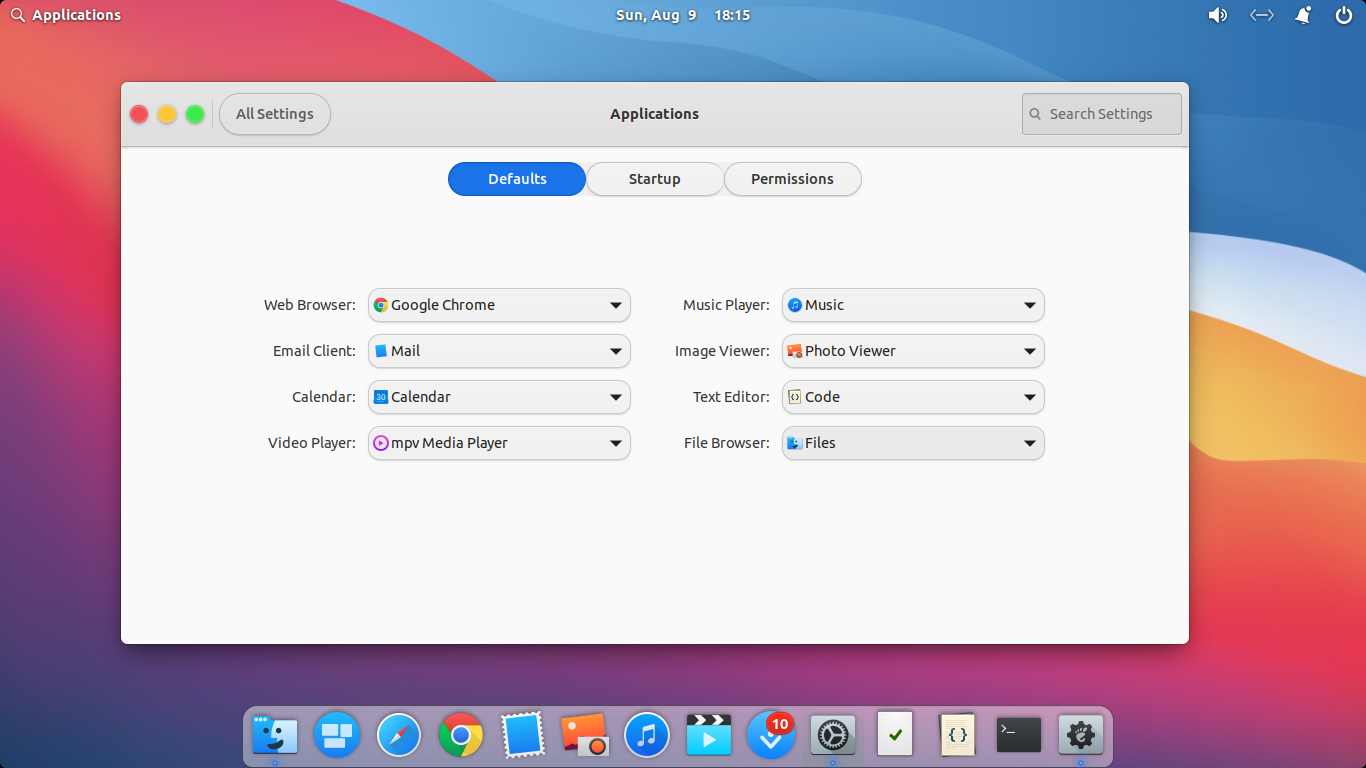 Applications
Sun, Aug 9 18:15
All Settings
Applications
Search Settings
Defaults
Startup
Permissions
Web Browser: Google Chrome
Music Player: Music
Email Client: Mail
Image Viewer: Photo Viewer
Calendar: 30 Calendar
Text Editor: {} Code
Video Player: mpv Media Player
File Browser: Files
10
{ }
>_